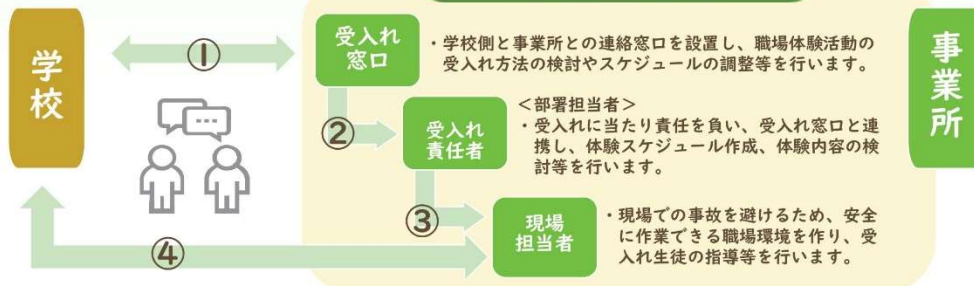 学校
①
受入れ
窓口
・学校側と事業所との連絡窓口を設置し、職場体験活動の
受入れ方法の検討やスケジュールの調整等を行います。
事業所
②
受入れ
責任者
＜部署担当者＞
・受入れに当たり責任を負い、受入れ窓口と連
携し、体験スケジュール作成、体験内容の検
討等を行います。
③
現場
担当者
・現場での事故を避けるため、安全
に作業できる職場環境を作り、受
入れ生徒の指導等を行います。
④